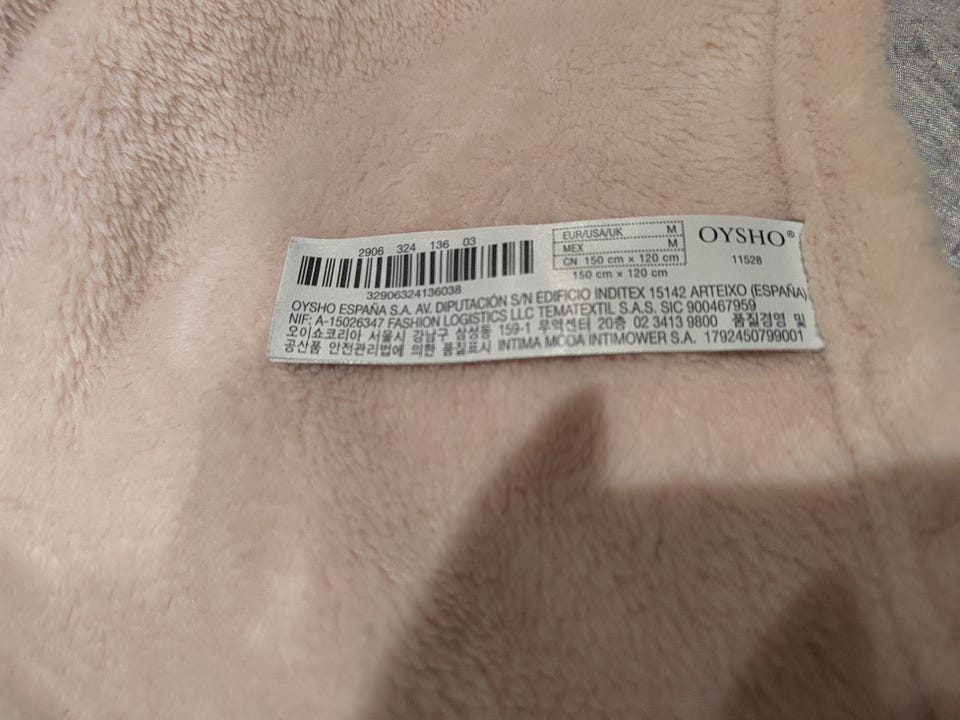 2906 324 136 03
32906324136038
EUR/USA/UK M
MEX M
CN 150 cm x 120 cm
150 cm x 120 cm
OYSHO®
11528
OYSHO ESPAÑA S.A. AV. DIPUTACIÓN S/N EDIFICIO INDITEX 15142 ARTEIXO (ESPAÑA)
NIF: A-15026347 FASHION LOGISTICS LLC TEMATEXTIL S.A.S. SIC 900467959
오이쇼코리아 서울시 강남구 삼성동 159-1 무역센터 20층 02 3413 9800 품질경영 및
공산품 안전관리법에 의한 품질표시 INTIMA MODA INTIMOWER S.A. 1792450799001